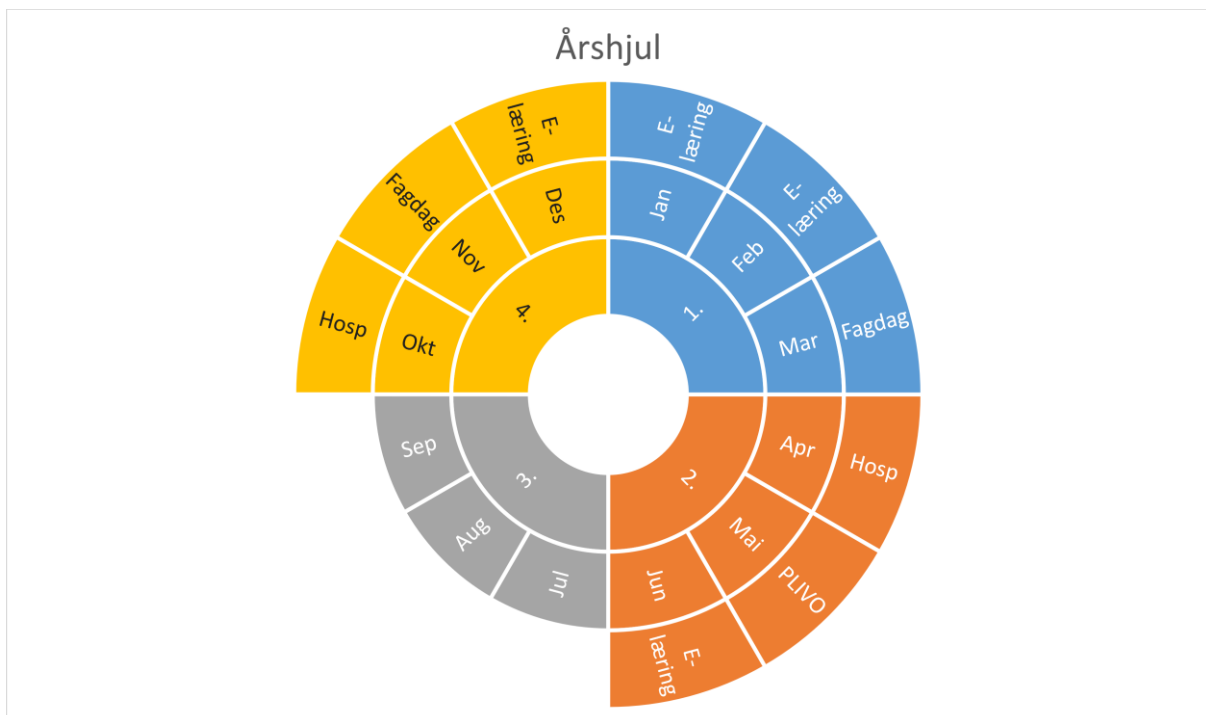 Årshjul
E-
læring
E-
læring
Fagdag
Hosp
PLIVO
E-
læring
Hosp
Fagdag
E-
læring
Jan
Feb
Mar
Apr
Mai
Jun
Jul
Aug
Sep
Okt
Nov
Des
1.
2.
3.
4.